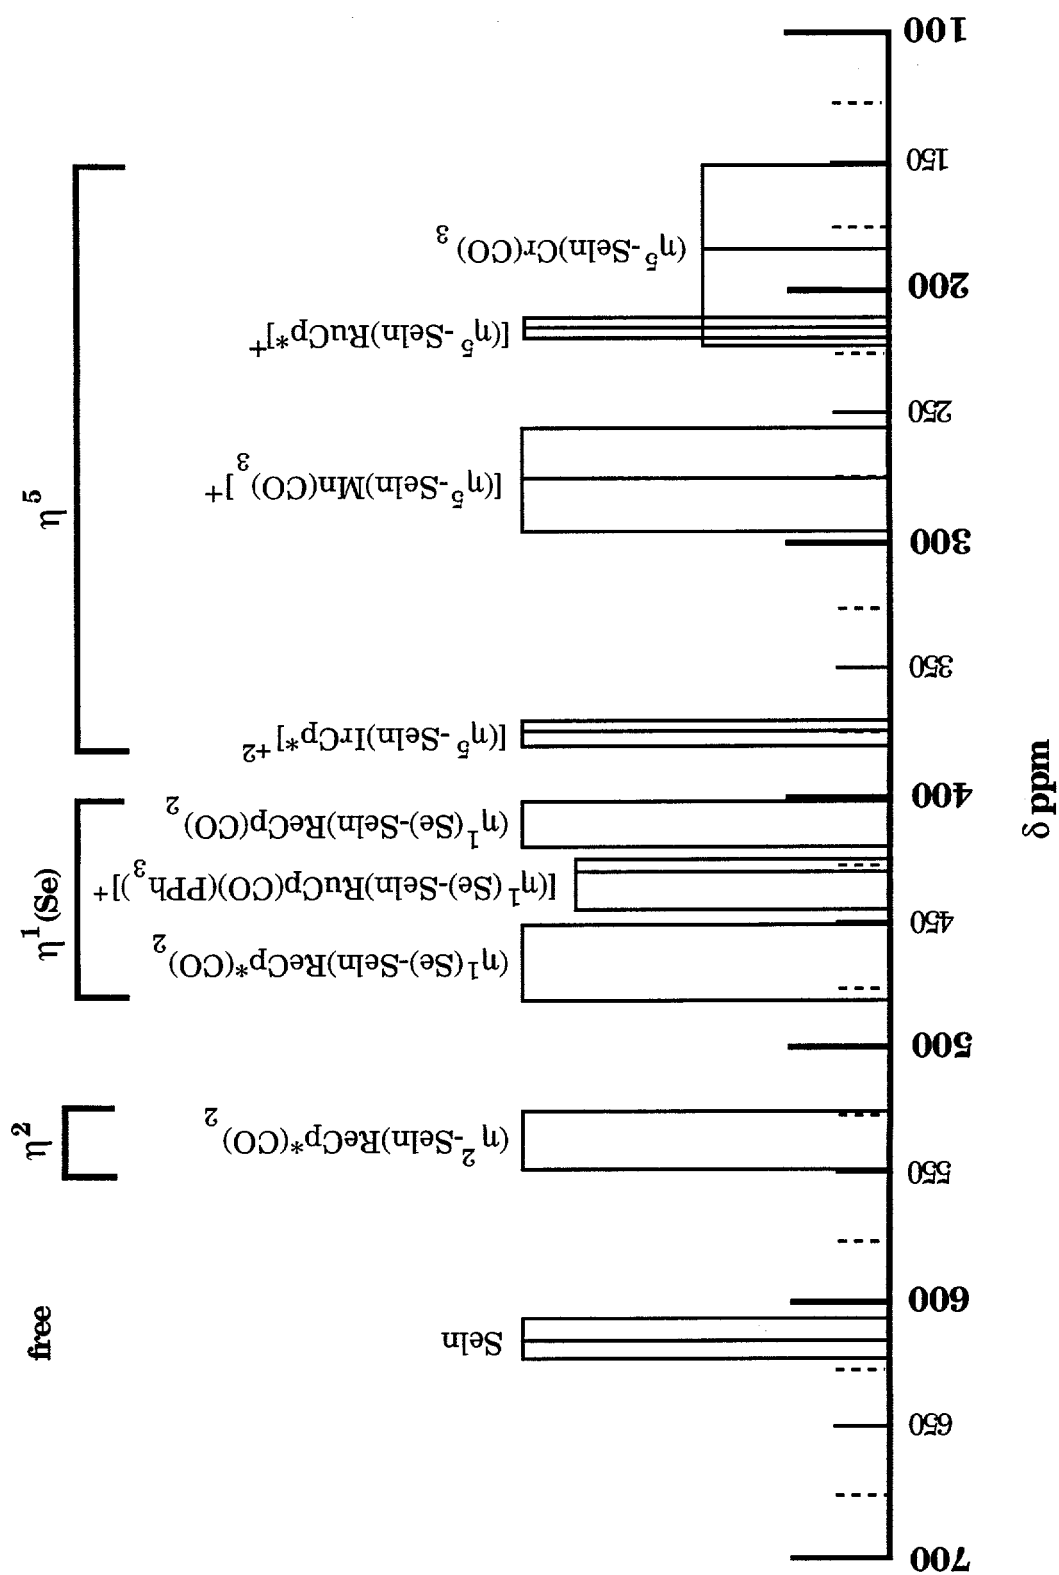 free
η² 
η¹(Se)
η⁵
Seln
(η²-Seln)ReCp*(CO)₂
(η¹(Se)-Seln)ReCp*(CO)₂
[(η¹(Se)-Seln)RuCp(CO)(PPh₃)]⁺
(η¹(Se)-Seln)ReCp(CO)₂
[(η⁵-Seln)IrCp*]⁺²
[(η⁵-Seln)Mn(CO)₃]⁺
[(η⁵-Seln)RuCp*]⁺
(η⁵-Seln)Cr(CO)₃
700
650
600
550
500
450
400
350
300
250
200
150
100
δ ppm